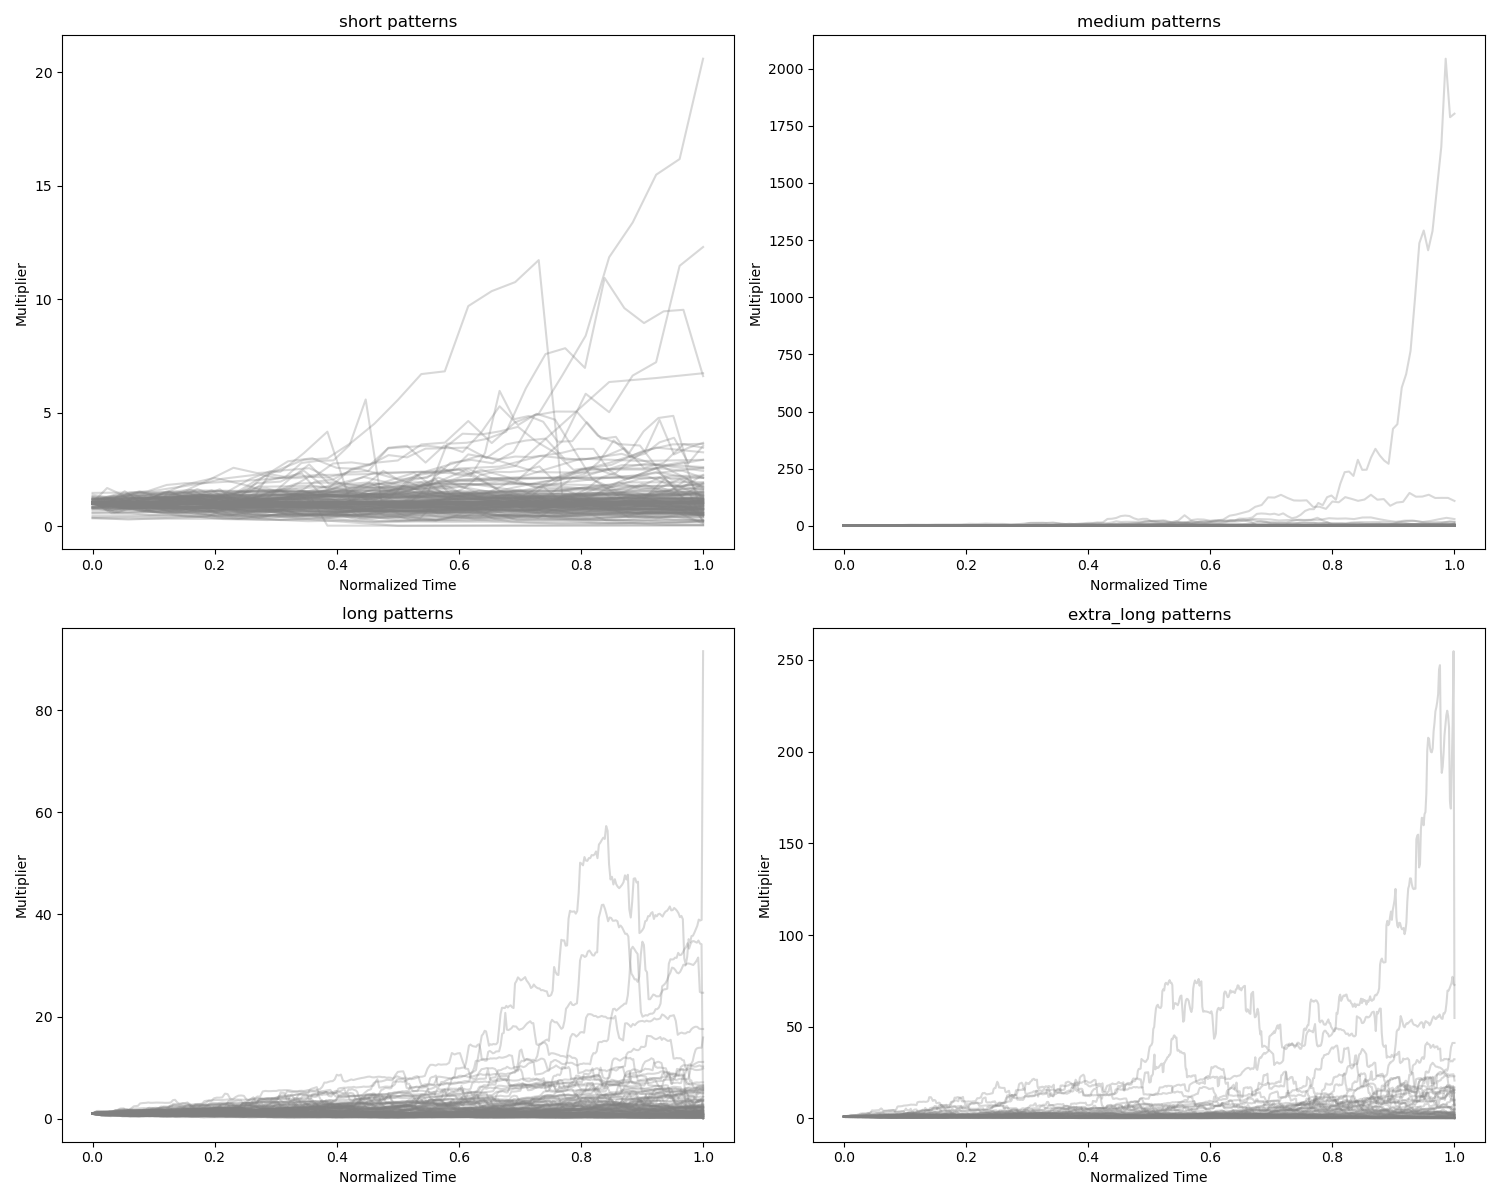 short patterns
20
15
10
5
0
Multiplier
0.0 0.2 0.4 0.6 0.8 1.0
Normalized Time
medium patterns
2000
1750
1500
1250
1000
750
500
250
0
Multiplier
0.0 0.2 0.4 0.6 0.8 1.0
Normalized Time
long patterns
80
60
40
20
0
Multiplier
0.0 0.2 0.4 0.6 0.8 1.0
Normalized Time
extra_long patterns
250
200
150
100
50
0
Multiplier
0.0 0.2 0.4 0.6 0.8 1.0
Normalized Time